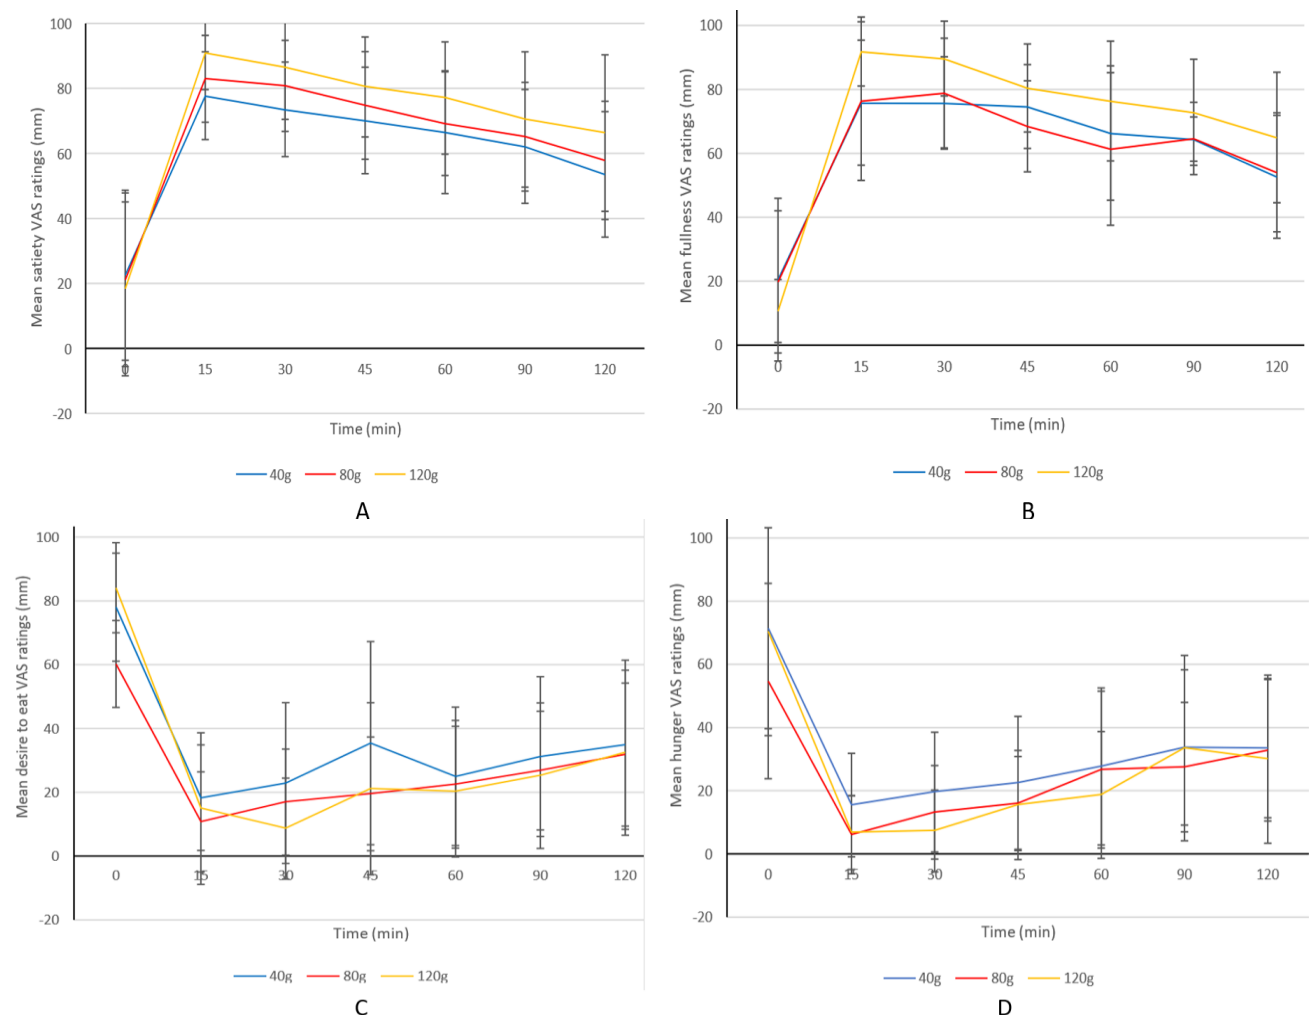 100
80
60
40
20
0
-20
Mean satiety VAS ratings (mm)
0 15 30 45 60 90 120
Time (min)
40g 80g 120g
A
100
80
60
40
20
0
-20
Mean fullness VAS ratings (mm)
0 15 30 45 60 90 120
Time (min)
40g 80g 120g
B
100
80
60
40
20
0
-20
Mean desire to eat VAS ratings (mm)
0 15 30 45 60 90 120
Time (min)
40g 80g 120g
C
100
80
60
40
20
0
-20
Mean hunger VAS ratings (mm)
0 15 30 45 60 90 120
Time (min)
40g 80g 120g
D